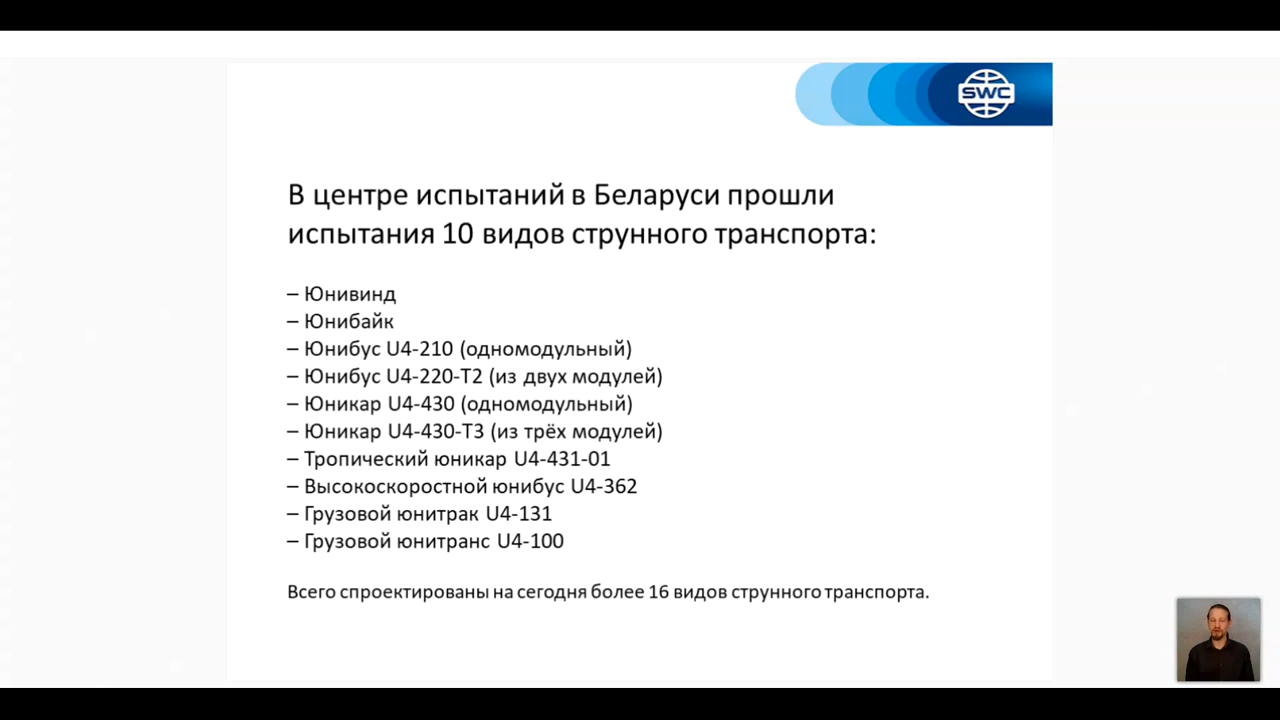 SWC
В центре испытаний в Беларуси прошли
испытания 10 видов струнного транспорта:
– Юнивинд
– Юнибайк
– Юнибус U4-210 (одномодульный)
– Юнибус U4-220-Т2 (из двух модулей)
– Юникар U4-430 (одномодульный)
– Юникар U4-430-Т3 (из трёх модулей)
– Тропический юникар U4-431-01
– Высокоскоростной юнибус U4-362
– Грузовой юнитрак U4-131
– Грузовой юнитранс U4-100
Всего спроектированы на сегодня более 16 видов струнного транспорта.